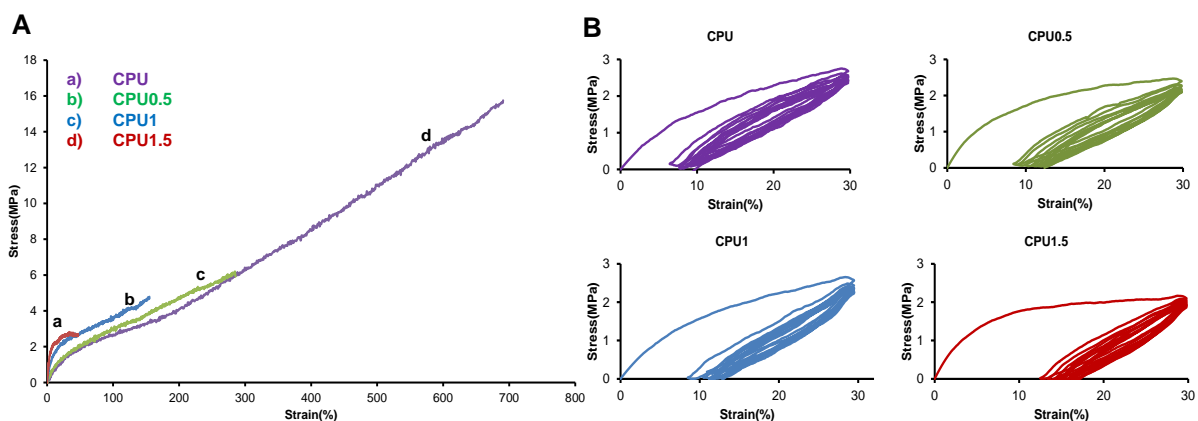 A
18
16
14
12
10
8
6
4
2
0
Stress(MPa)
a) CPU
b) CPU0.5
c) CPU1
d) CPU1.5
a
b
c
d
0 100 200 300 400 500 600 700 800
Strain(%)
B
CPU
3
2
1
0
Stress(MPa)
0 10 20 30
Strain(%)
CPU0.5
3
2
1
0
Stress(MPa)
0 10 20 30
Strain(%)
CPU1
3
2
1
0
Stress(MPa)
0 10 20 30
Strain(%)
CPU1.5
3
2
1
0
Stress(MPa)
0 10 20 30
Strain(%)